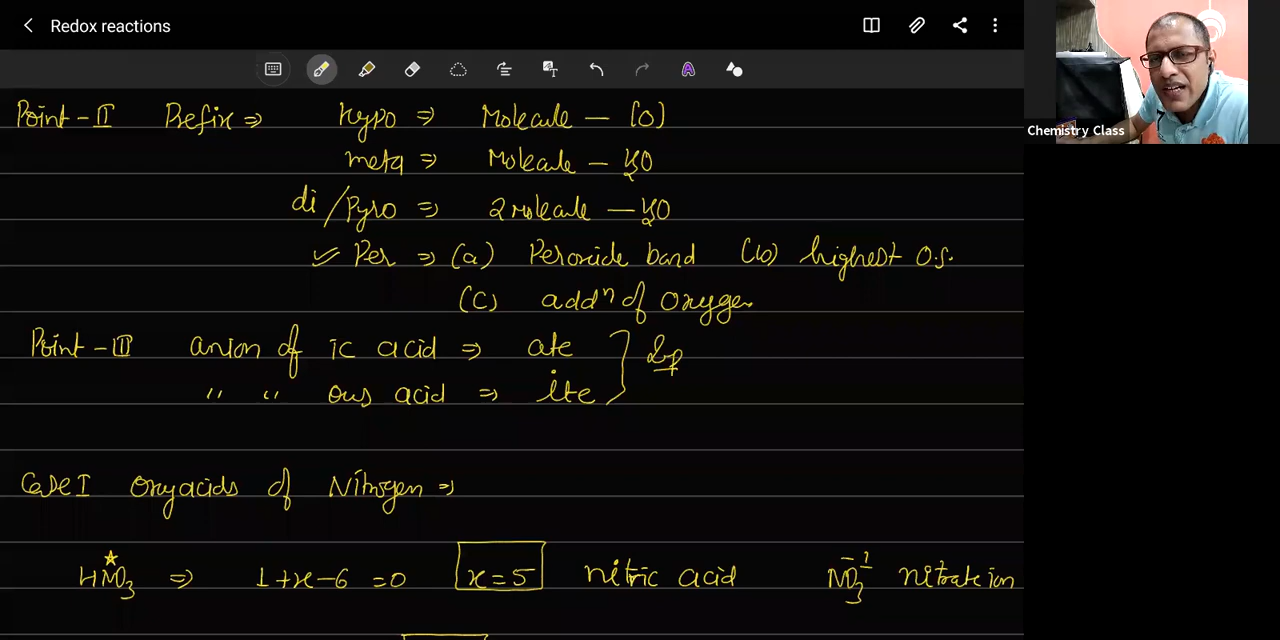 Redox reactions
Chemistry Class
Point-II Prefix ⇒ hypo ⇒ Molecule — [O]
meta ⇒ Molecule — H2O
di/Pyro ⇒ 2 molecule — H2O
✓ Per ⇒ (a) Peroxide band (b) highest O.S.
(C) addn of oxygen
Point-III anion of ic acid ⇒ ate
" " ous acid ⇒ ite
Case I Oxyacids of Nitrogen ⇒
HNO3 ⇒ 1+x-6=0 x=5 nitric acid NO3-1 nitrate ion